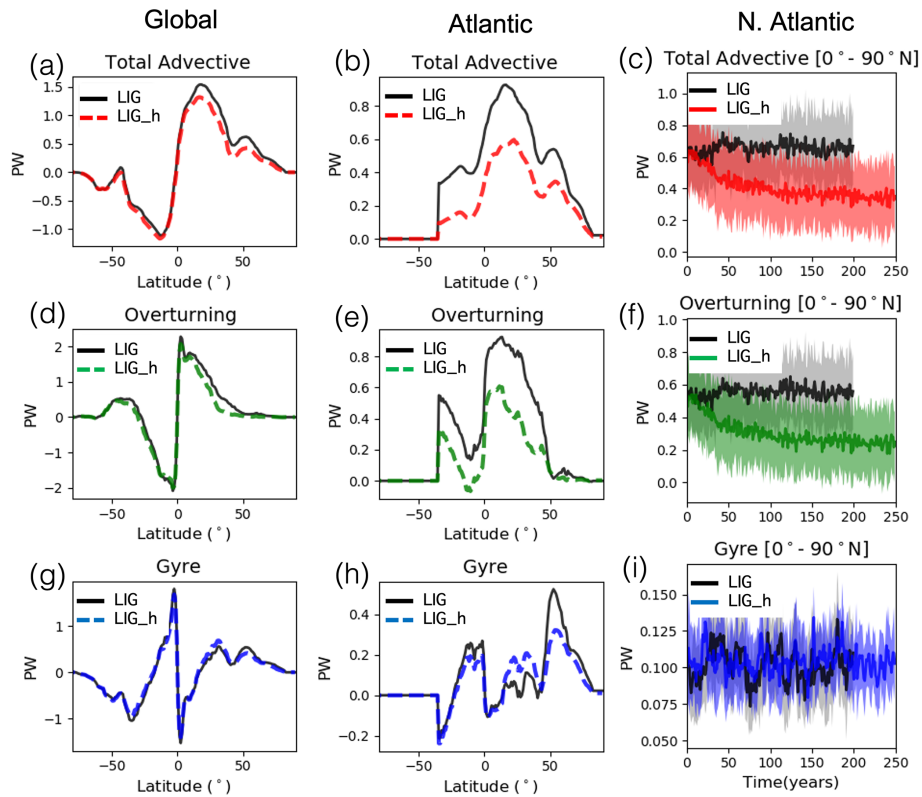 Global
Atlantic
N. Atlantic
(a)
Total Advective
1.5
1.0
0.5
0.0
−0.5
−1.0
PW
LIG
LIG_h
−50
0
50
Latitude (°)
(b)
Total Advective
0.8
0.6
0.4
0.2
0.0
PW
LIG
LIG_h
−50
0
50
Latitude (°)
(c)
Total Advective [0°- 90°N]
1.0
0.8
0.6
0.4
0.2
0.0
PW
LIG
LIG_h
0
50
100
150
200
250
(d)
Overturning
2
1
0
−1
−2
PW
LIG
LIG_h
−50
0
50
Latitude (°)
(e)
Overturning
0.8
0.6
0.4
0.2
0.0
PW
LIG
LIG_h
−50
0
50
Latitude (°)
(f)
Overturning [0°- 90°N]
1.0
0.8
0.6
0.4
0.2
0.0
PW
LIG
LIG_h
0
50
100
150
200
250
(g)
Gyre
1
0
−1
PW
LIG
LIG_h
−50
0
50
Latitude (°)
(h)
Gyre
0.4
0.2
0.0
−0.2
PW
LIG
LIG_h
−50
0
50
Latitude (°)
(i)
Gyre [0°- 90°N]
0.150
0.125
0.100
0.075
0.050
PW
LIG
LIG_h
0
50
100
150
200
250
Time(years)